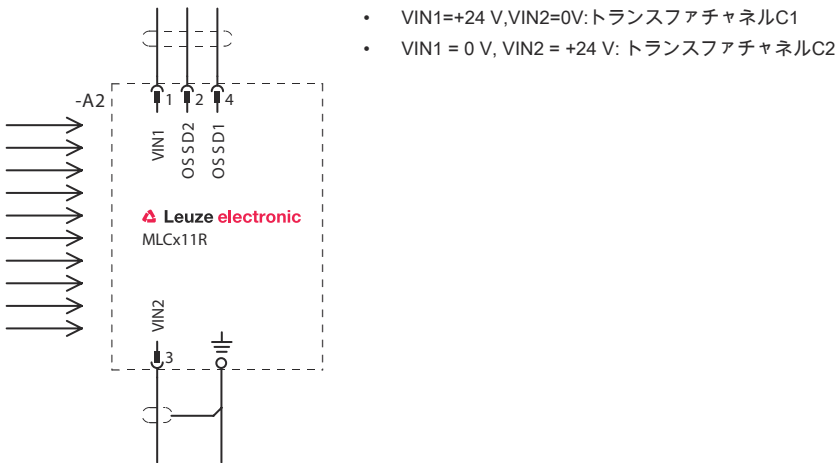 • VIN1=+24 V,VIN2=0V:トランスファチャネルC1
• VIN1 = 0 V, VIN2 = +24 V: トランスファチャネルC2
-A2
1 2 4
VIN1
OSSD2
OSSD1
Leuze electronic
MLCx11R
VIN2
3